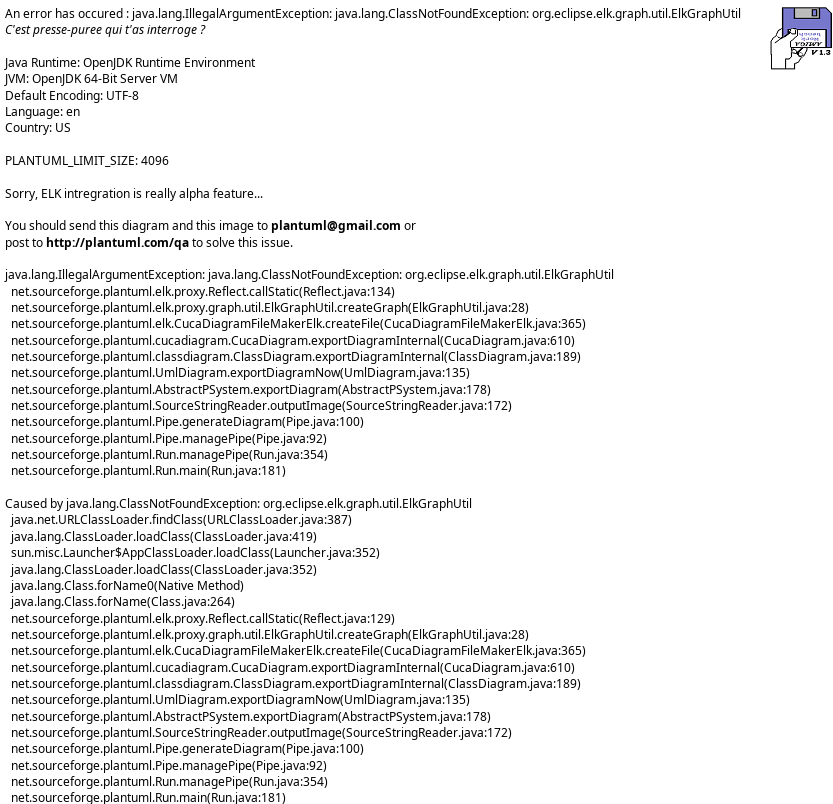 An error has occured : java.lang.IllegalArgumentException: java.lang.ClassNotFoundException: org.eclipse.elk.graph.util.ElkGraphUtil
C'est presse-puree qui t'as interroge ?
Java Runtime: OpenJDK Runtime Environment
JVM: OpenJDK 64-Bit Server VM
Default Encoding: UTF-8
Language: en
Country: US
PLANTUML_LIMIT_SIZE: 4096
Sorry, ELK intregration is really alpha feature...
You should send this diagram and this image to plantuml@gmail.com or
post to http://plantuml.com/qa to solve this issue.
java.lang.IllegalArgumentException: java.lang.ClassNotFoundException: org.eclipse.elk.graph.util.ElkGraphUtil
net.sourceforge.plantuml.elk.proxy.Reflect.callStatic(Reflect.java:134)
net.sourceforge.plantuml.elk.proxy.graph.util.ElkGraphUtil.createGraph(ElkGraphUtil.java:28)
net.sourceforge.plantuml.elk.CucaDiagramFileMakerElk.createFile(CucaDiagramFileMakerElk.java:365)
net.sourceforge.plantuml.cucadiagram.CucaDiagram.exportDiagramInternal(CucaDiagram.java:610)
net.sourceforge.plantuml.classdiagram.ClassDiagram.exportDiagramInternal(ClassDiagram.java:189)
net.sourceforge.plantuml.UmlDiagram.exportDiagramNow(UmlDiagram.java:135)
net.sourceforge.plantuml.AbstractPSystem.exportDiagram(AbstractPSystem.java:178)
net.sourceforge.plantuml.SourceStringReader.outputImage(SourceStringReader.java:172)
net.sourceforge.plantuml.Pipe.generateDiagram(Pipe.java:100)
net.sourceforge.plantuml.Pipe.managePipe(Pipe.java:92)
net.sourceforge.plantuml.Run.managePipe(Run.java:354)
net.sourceforge.plantuml.Run.main(Run.java:181)
Caused by java.lang.ClassNotFoundException: org.eclipse.elk.graph.util.ElkGraphUtil
java.net.URLClassLoader.findClass(URLClassLoader.java:387)
java.lang.ClassLoader.loadClass(ClassLoader.java:419)
sun.misc.Launcher$AppClassLoader.loadClass(Launcher.java:352)
java.lang.ClassLoader.loadClass(ClassLoader.java:352)
java.lang.Class.forName0(Native Method)
java.lang.Class.forName(Class.java:264)
net.sourceforge.plantuml.elk.proxy.Reflect.callStatic(Reflect.java:129)
net.sourceforge.plantuml.elk.proxy.graph.util.ElkGraphUtil.createGraph(ElkGraphUtil.java:28)
net.sourceforge.plantuml.elk.CucaDiagramFileMakerElk.createFile(CucaDiagramFileMakerElk.java:365)
net.sourceforge.plantuml.cucadiagram.CucaDiagram.exportDiagramInternal(CucaDiagram.java:610)
net.sourceforge.plantuml.classdiagram.ClassDiagram.exportDiagramInternal(ClassDiagram.java:189)
net.sourceforge.plantuml.UmlDiagram.exportDiagramNow(UmlDiagram.java:135)
net.sourceforge.plantuml.AbstractPSystem.exportDiagram(AbstractPSystem.java:178)
net.sourceforge.plantuml.SourceStringReader.outputImage(SourceStringReader.java:172)
net.sourceforge.plantuml.Pipe.generateDiagram(Pipe.java:100)
net.sourceforge.plantuml.Pipe.managePipe(Pipe.java:92)
net.sourceforge.plantuml.Run.managePipe(Run.java:354)
net.sourceforge.plantuml.Run.main(Run.java:181)
AMIGA
V1.3